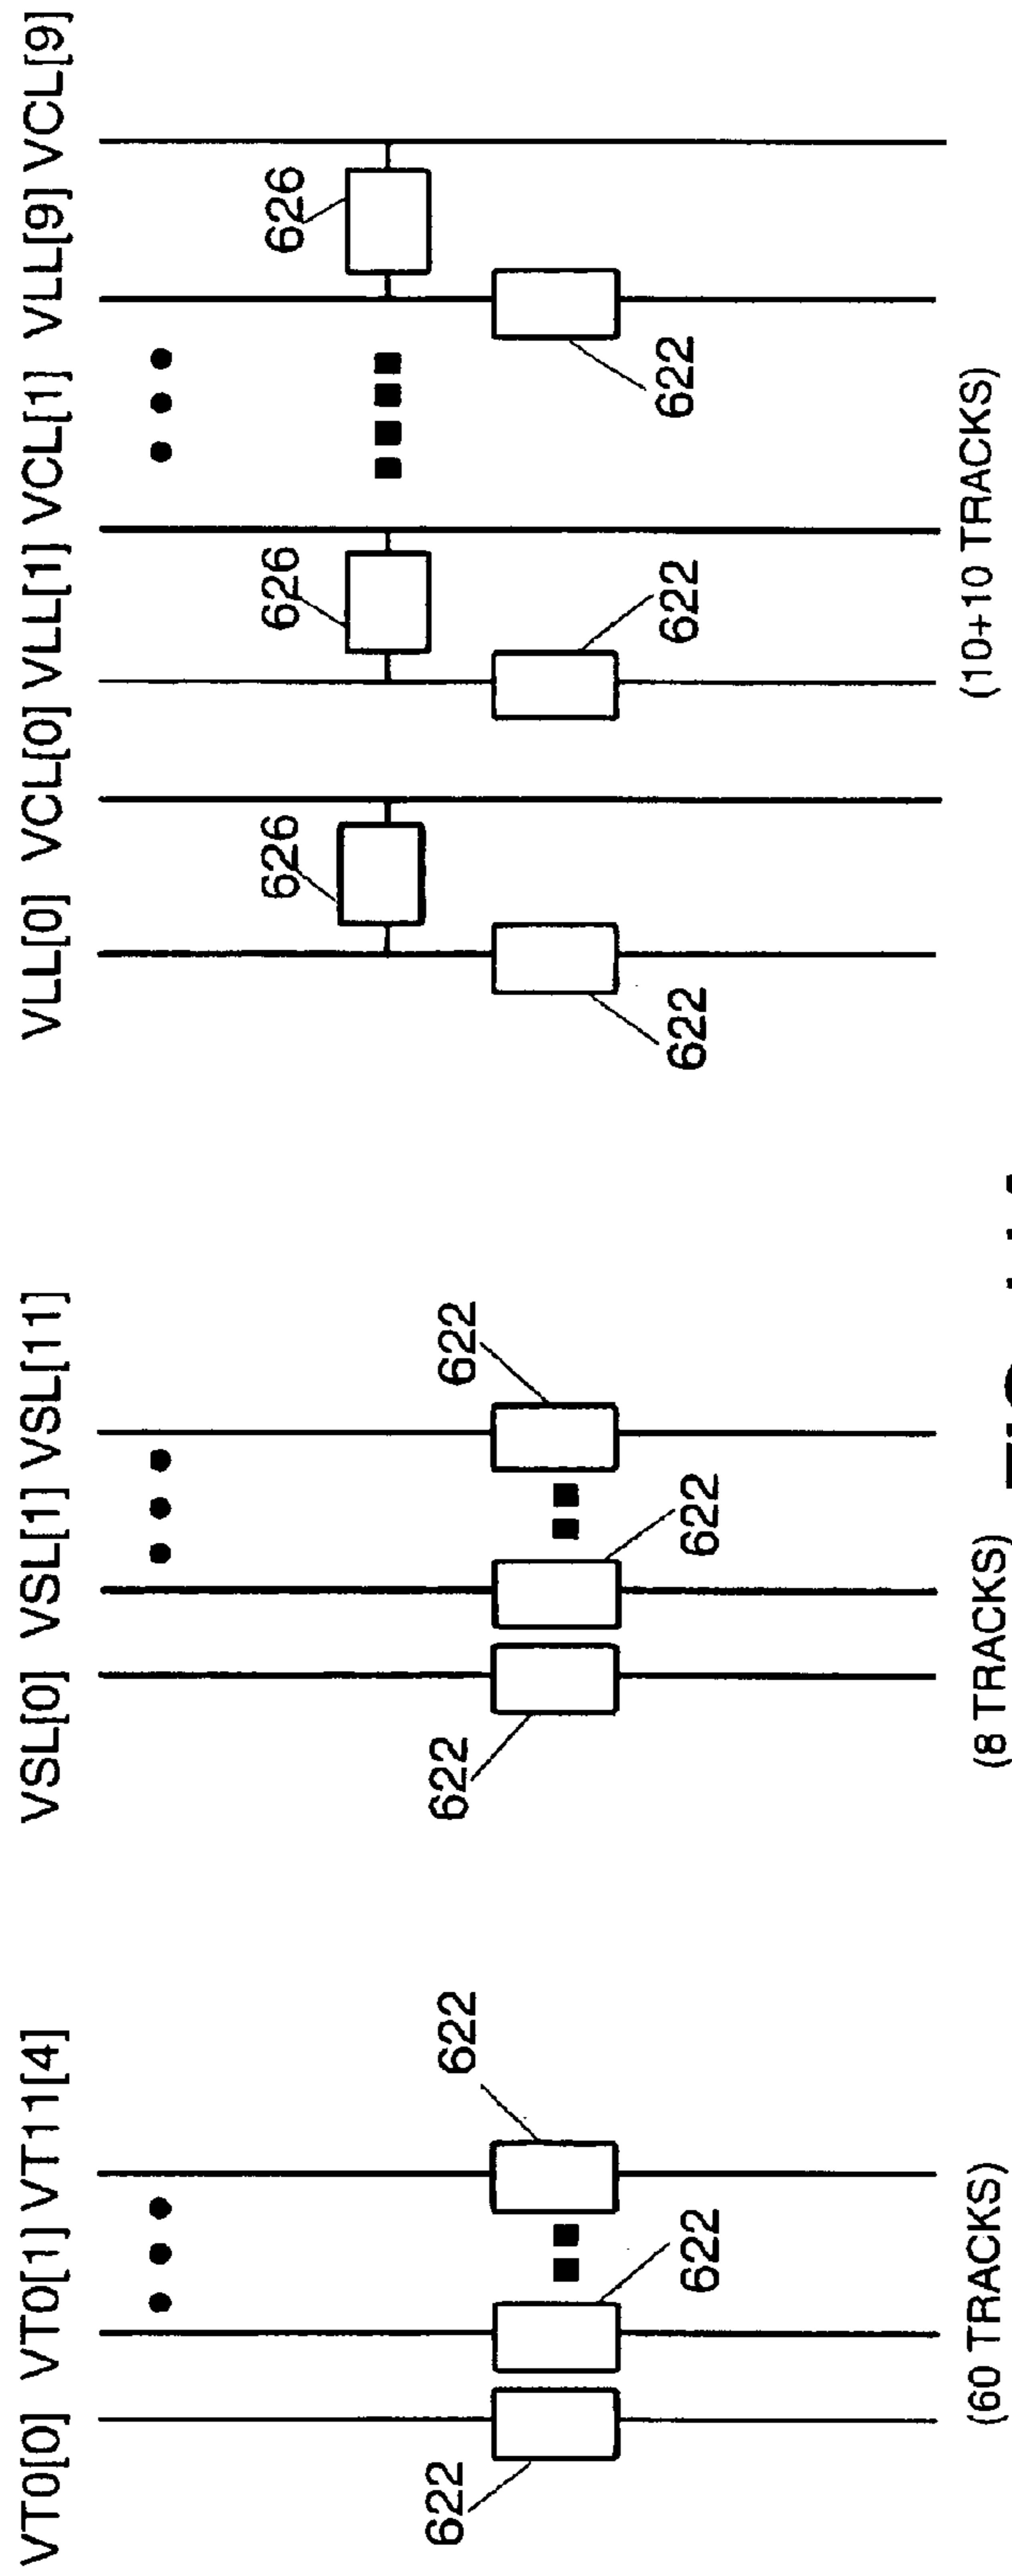 VT0[0] VT0[1] VT11[4] VSL[0] VSL[1] VSL[11] VLL[0] VCL[0] VLL[1] VCL[1] VLL[9] VCL[9]
626 626 626
622 622 622 622
622 622 622 622 622
(60 TRACKS) (8 TRACKS) (10+10 TRACKS)